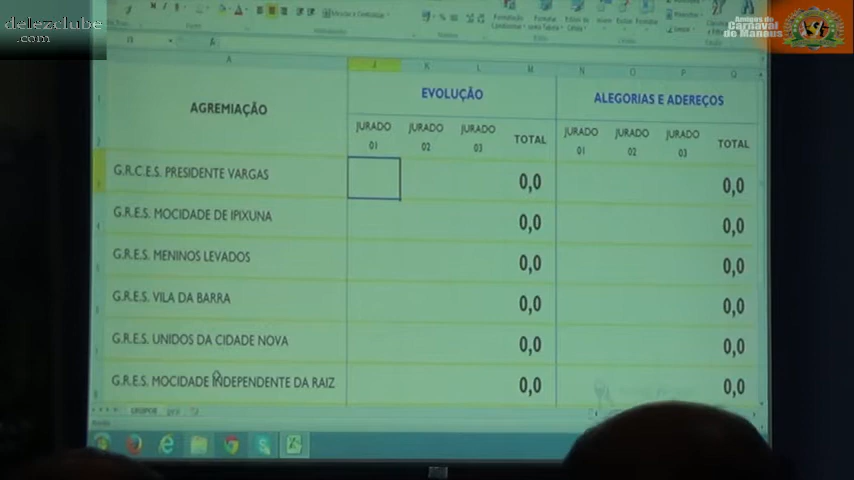 delezclube
.com
Amigos do
Carnaval
de Manaus
A J K L M N O P Q
1 AGREMIAÇÃO EVOLUÇÃO ALEGORIAS E ADEREÇOS
JURADO JURADO JURADO TOTAL JURADO JURADO JURADO TOTAL
01 02 03 01 02 03
G.R.C.E.S. PRESIDENTE VARGAS 0,0 0,0
G.R.E.S. MOCIDADE DE IPIXUNA 0,0 0,0
G.R.E.S. MENINOS LEVADOS 0,0 0,0
G.R.E.S. VILA DA BARRA 0,0 0,0
G.R.E.S. UNIDOS DA CIDADE NOVA 0,0 0,0
G.R.E.S. MOCIDADE INDEPENDENTE DA RAIZ 0,0 0,0